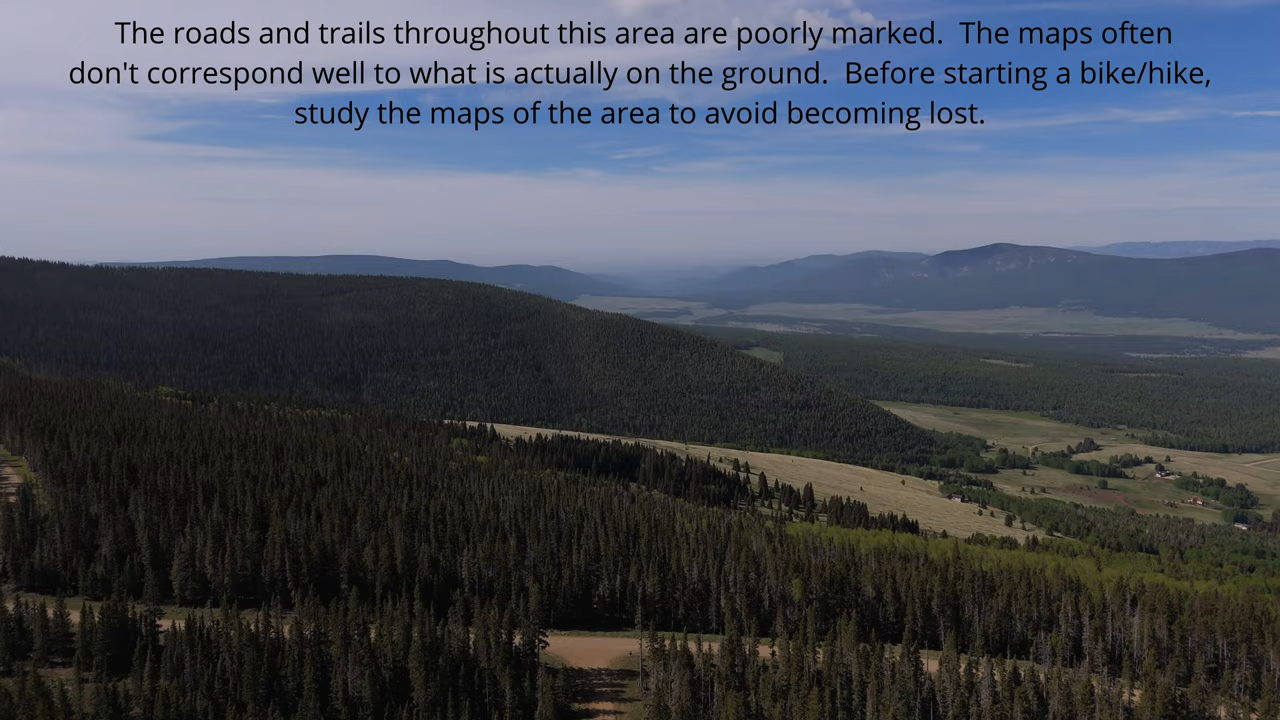 The roads and trails throughout this area are poorly marked.  The maps often
don't correspond well to what is actually on the ground.  Before starting a bike/hike,
study the maps of the area to avoid becoming lost.